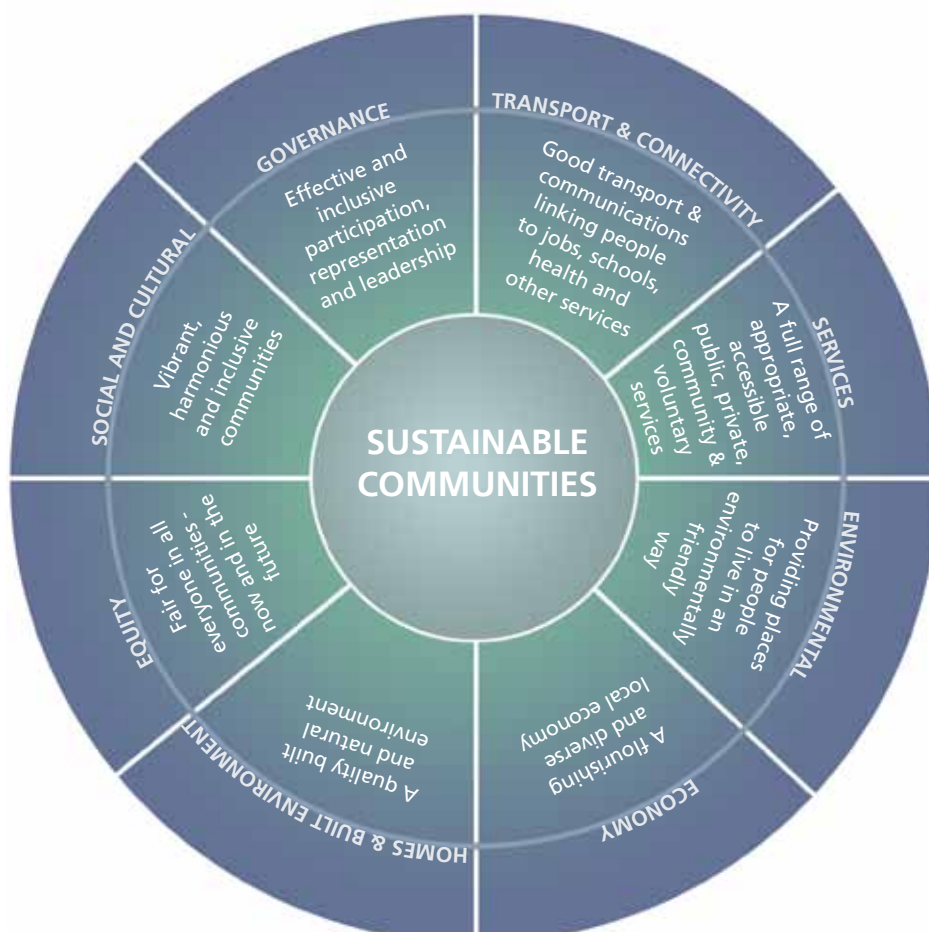 SUSTAINABLE
COMMUNITIES
GOVERNANCE
Effective and
inclusive
participation,
representation
and leadership
TRANSPORT & CONNECTIVITY
Good transport &
communications
linking people
to jobs, schools,
health and
other services
SERVICES
A full range of
appropriate,
accessible
public, private,
community &
voluntary
services
ENVIRONMENTAL
Providing places
for people
to live in an
environmentally
friendly
way
ECONOMY
A flourishing
and diverse
local economy
HOMES & BUILT ENVIRONMENT
A quality built
and natural
environment
EQUITY
Fair for
everyone in all
communities -
now and in the
future
SOCIAL AND CULTURAL
Vibrant,
harmonious
and inclusive
communities